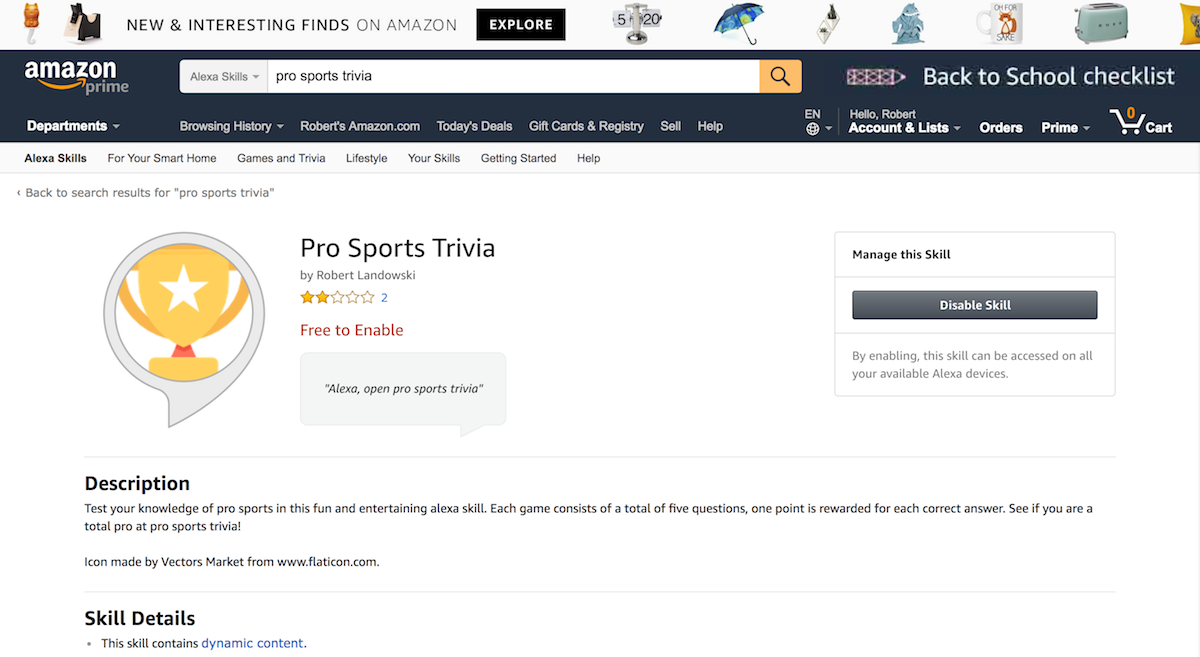 NEW & INTERESTING FINDS ON AMAZON
EXPLORE
5 20
OH FOR
SAKE
amazon
prime
Alexa Skills
pro sports trivia
Back to School checklist
Departments
Browsing History
Robert's Amazon.com
Today's Deals
Gift Cards & Registry
Sell
Help
EN
Hello, Robert
Account & Lists
Orders
Prime
0
Cart
Alexa Skills
For Your Smart Home
Games and Trivia
Lifestyle
Your Skills
Getting Started
Help
‹ Back to search results for "pro sports trivia"
Pro Sports Trivia
by Robert Landowski
2
Free to Enable
"Alexa, open pro sports trivia"
Manage this Skill
Disable Skill
By enabling, this skill can be accessed on all
your available Alexa devices.
Description
Test your knowledge of pro sports in this fun and entertaining alexa skill. Each game consists of a total of five questions, one point is rewarded for each correct answer. See if you are a
total pro at pro sports trivia!
Icon made by Vectors Market from www.flaticon.com.
Skill Details
• This skill contains dynamic content.